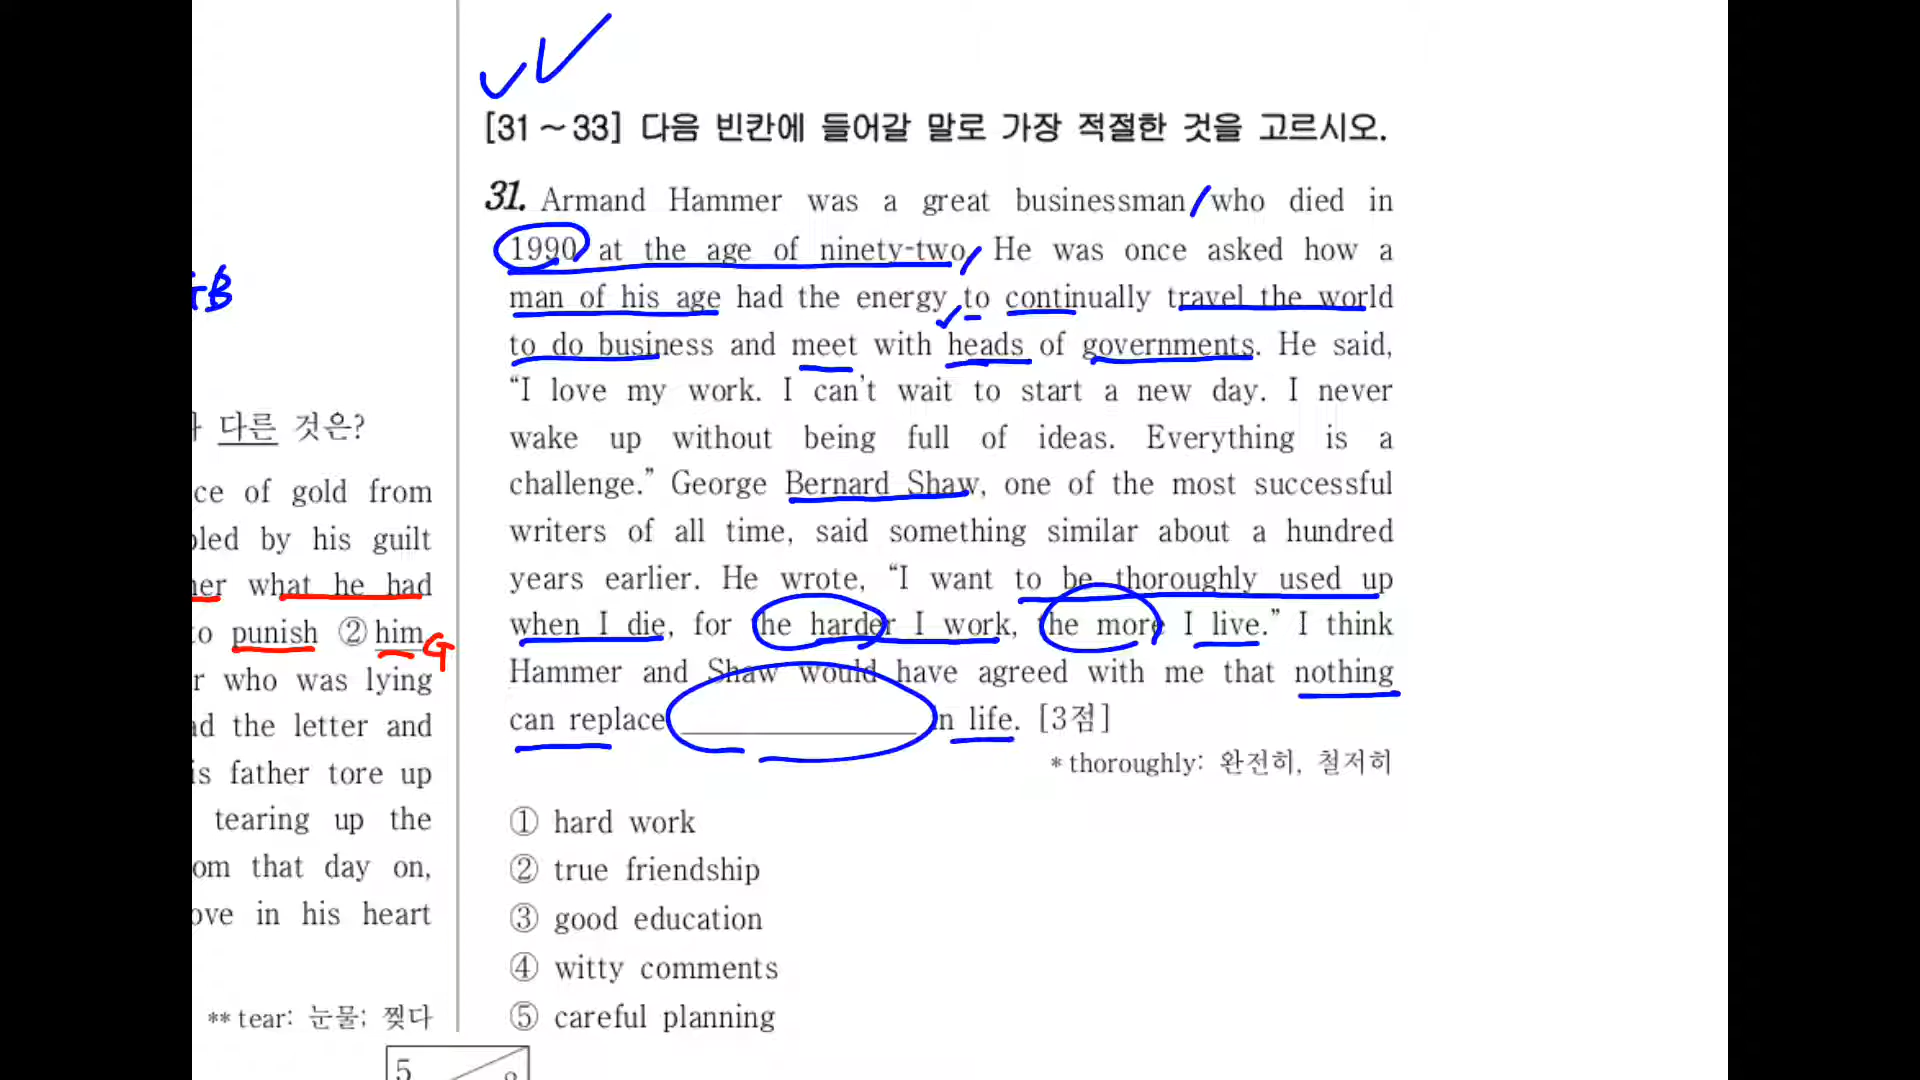 B
다른 것은?
ce of gold from
bled by his guilt
her what he had
to punish ② him G
r who was lying
ad the letter and
is father tore up
tearing up the
om that day on,
ove in his heart
** tear: 눈물; 찢다
5
[31~33] 다음 빈칸에 들어갈 말로 가장 적절한 것을 고르시오.
31. Armand Hammer was a great businessman who died in
1990 at the age of ninety-two. He was once asked how a
man of his age had the energy to continually travel the world
to do business and meet with heads of governments. He said,
“I love my work. I can't wait to start a new day. I never
wake up without being full of ideas. Everything is a
challenge.” George Bernard Shaw, one of the most successful
writers of all time, said something similar about a hundred
years earlier. He wrote, “I want to be thoroughly used up
when I die, for the harder I work, the more I live.” I think
Hammer and Shaw would have agreed with me that nothing
can replace ____________ in life. [3점]
* thoroughly: 완전히, 철저히
① hard work
② true friendship
③ good education
④ witty comments
⑤ careful planning